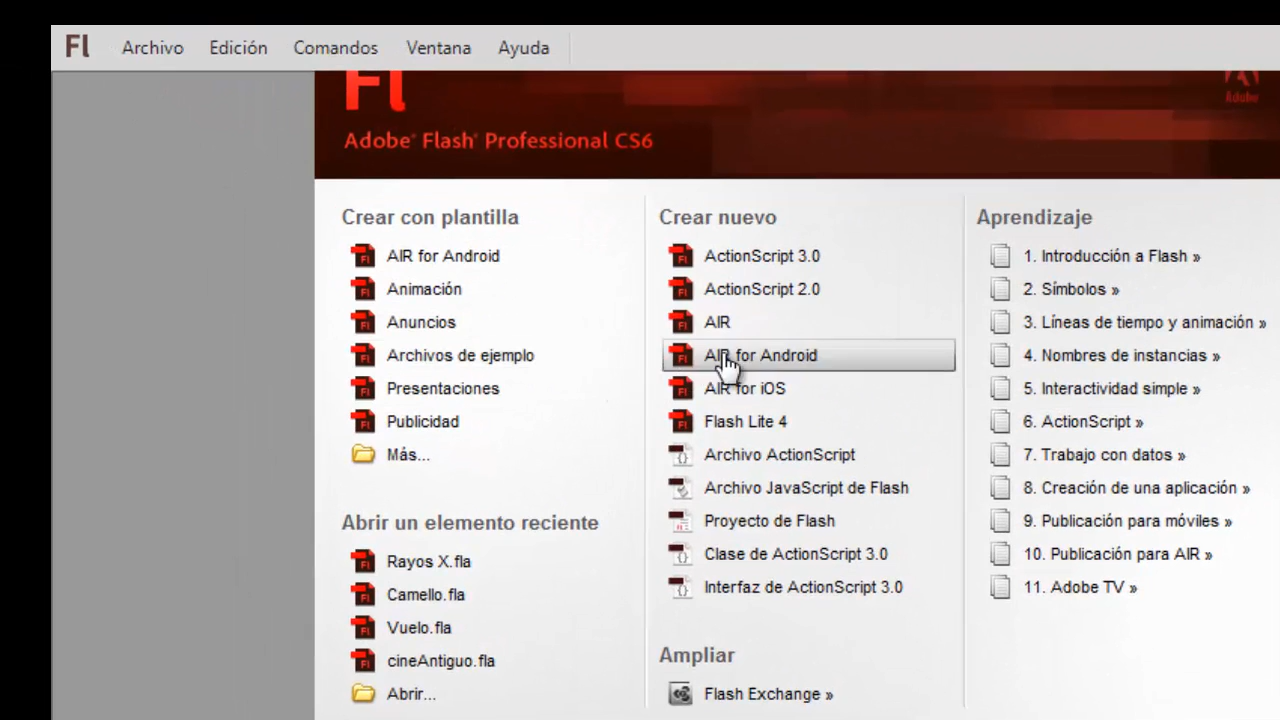 Fl Archivo Edición Comandos Ventana Ayuda
Fl
Adobe
Adobe® Flash® Professional CS6
Crear con plantilla
AIR for Android
Animación
Anuncios
Archivos de ejemplo
Presentaciones
Publicidad
Más...
Abrir un elemento reciente
Rayos X.fla
Camello.fla
Vuelo.fla
cineAntiguo.fla
Abrir...
Crear nuevo
ActionScript 3.0
ActionScript 2.0
AIR
AIR for Android
AIR for iOS
Flash Lite 4
Archivo ActionScript
Archivo JavaScript de Flash
Proyecto de Flash
Clase de ActionScript 3.0
Interfaz de ActionScript 3.0
Ampliar
Flash Exchange »
Aprendizaje
1. Introducción a Flash »
2. Símbolos »
3. Líneas de tiempo y animación »
4. Nombres de instancias »
5. Interactividad simple »
6. ActionScript »
7. Trabajo con datos »
8. Creación de una aplicación »
9. Publicación para móviles »
10. Publicación para AIR »
11. Adobe TV »